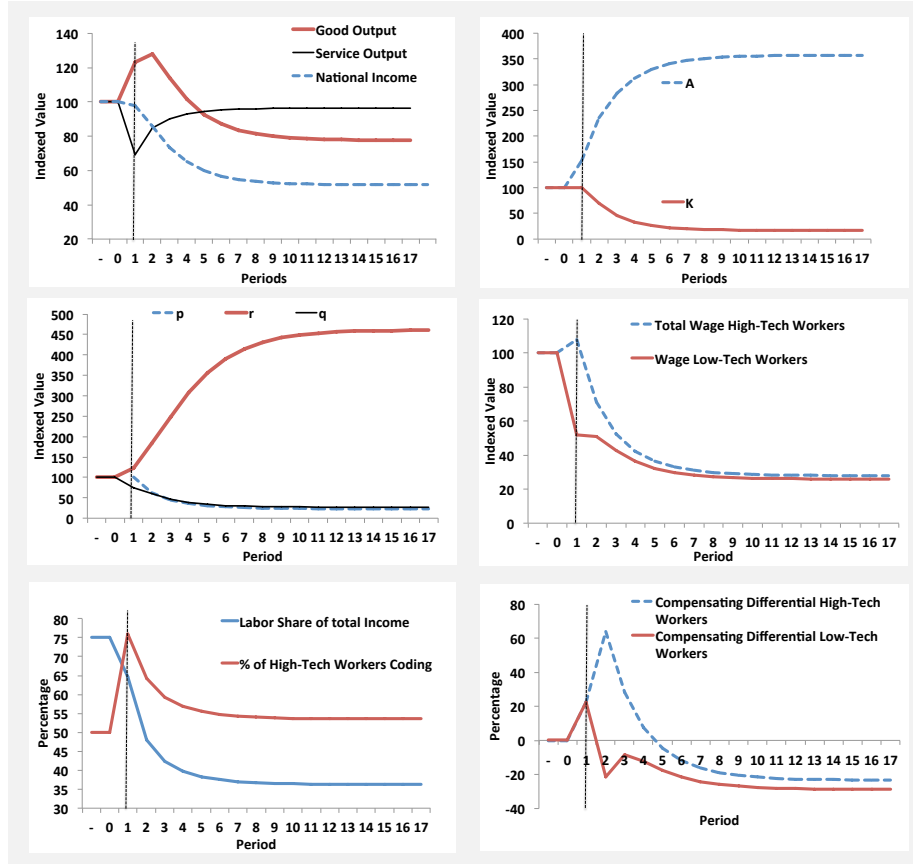 Good Output
Service Output
National Income
Indexed Value
140
120
100
80
60
40
20
- 0 1 2 3 4 5 6 7 8 9 10 11 12 13 14 15 16 17
Periods
A
K
Indexed Value
400
350
300
250
200
150
100
50
0
- 0 1 2 3 4 5 6 7 8 9 10 11 12 13 14 15 16 17
Periods
p r q
Indexed Value
500
450
400
350
300
250
200
150
100
50
0
- 0 1 2 3 4 5 6 7 8 9 10 11 12 13 14 15 16 17
Period
Total Wage High-Tech Workers
Wage Low-Tech Workers
Indexed Value
120
100
80
60
40
20
0
- 0 1 2 3 4 5 6 7 8 9 10 11 12 13 14 15 16 17
Period
Labor Share of total Income
% of High-Tech Workers Coding
Percentage
80
75
70
65
60
55
50
45
40
35
30
- 0 1 2 3 4 5 6 7 8 9 10 11 12 13 14 15 16 17
Period
Compensating Differential High-Tech
Workers
Compensating Differential Low-Tech
Workers
Percentage
80
60
40
20
0
-20
-40
- 0 1 2 3 4 5 6 7 8 9 10 11 12 13 14 15 16 17
Period